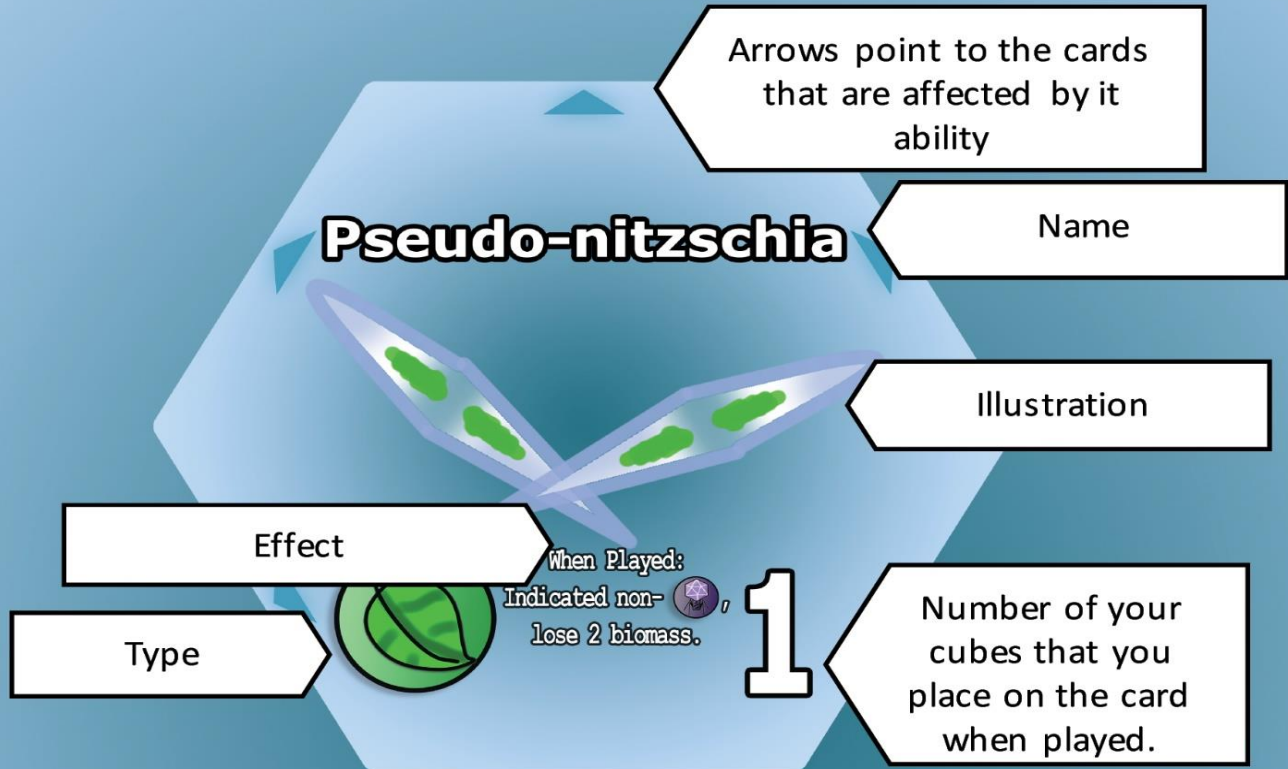 Arrows point to the cards
that are affected by it
ability
Name
Pseudo-nitzschia
Illustration
Effect
When Played:
Indicated non- ,
lose 2 biomass.
1
Type
Number of your
cubes that you
place on the card
when played.